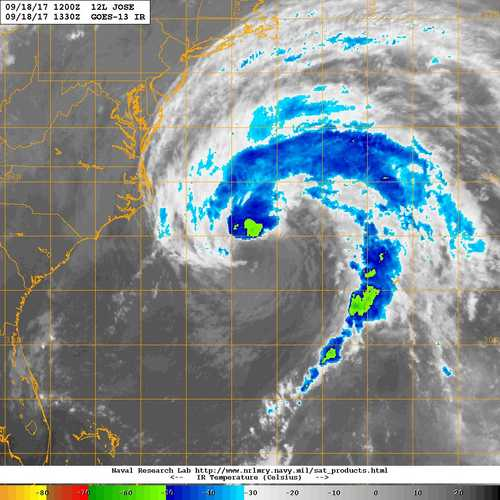 09/18/17 1200Z 12L JOSE
09/18/17 1330Z GOES-13 IR
Naval Research Lab http://www.nrlmry.navy.mil/sat_products.html
<-- IR Temperature (Celsius) -->
-80 -70 -60 -50 -40 -30 -20 -10 0 10 20